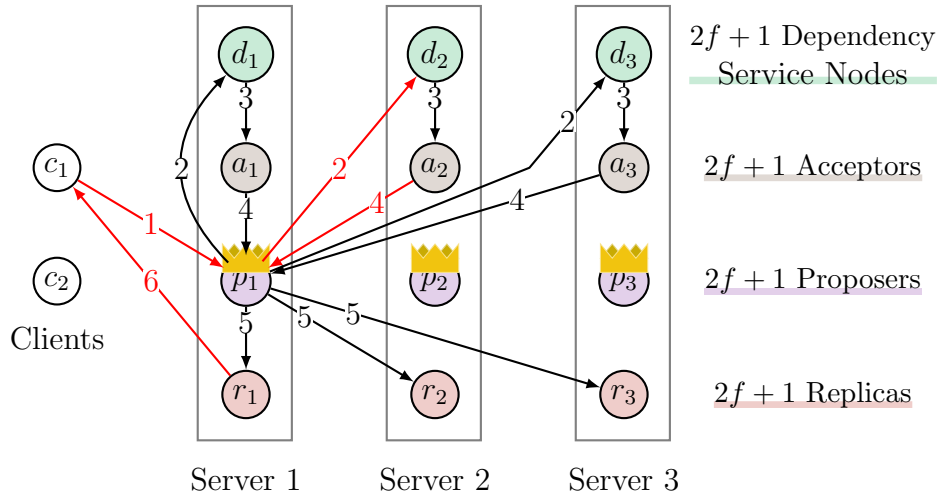 d₁ d₂ d₃ 2f + 1 Dependency
Service Nodes
3 3 3
2
c₁ 2 2 a₁ a₂ a₃ 2f + 1 Acceptors
1 4 4 4
c₂ 6 p₁ p₂ p₃ 2f + 1 Proposers
Clients 5 5 5
r₁ r₂ r₃ 2f + 1 Replicas
Server 1 Server 2 Server 3